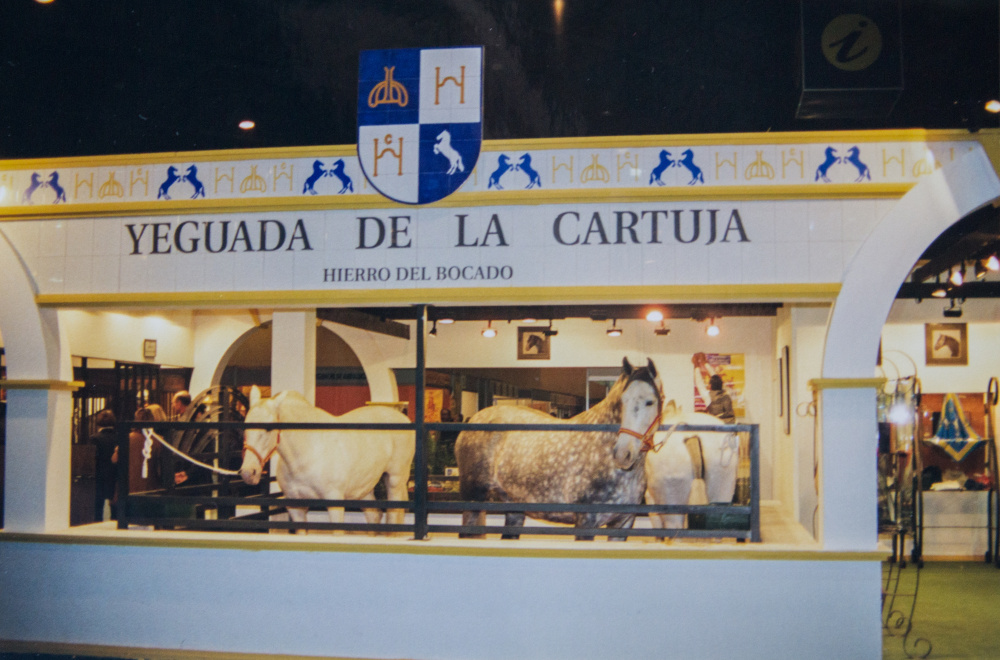 i
YEGUADA DE LA CARTUJA
HIERRO DEL BOCADO